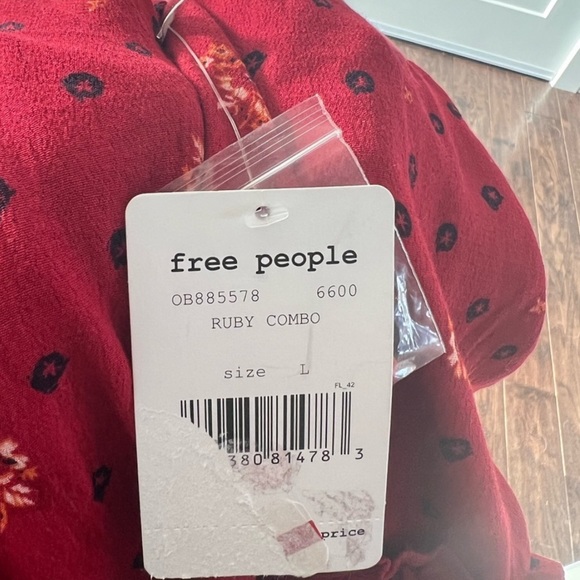 free people
OB885578 6600
RUBY COMBO
size L
FL_42
380 81478 3
price